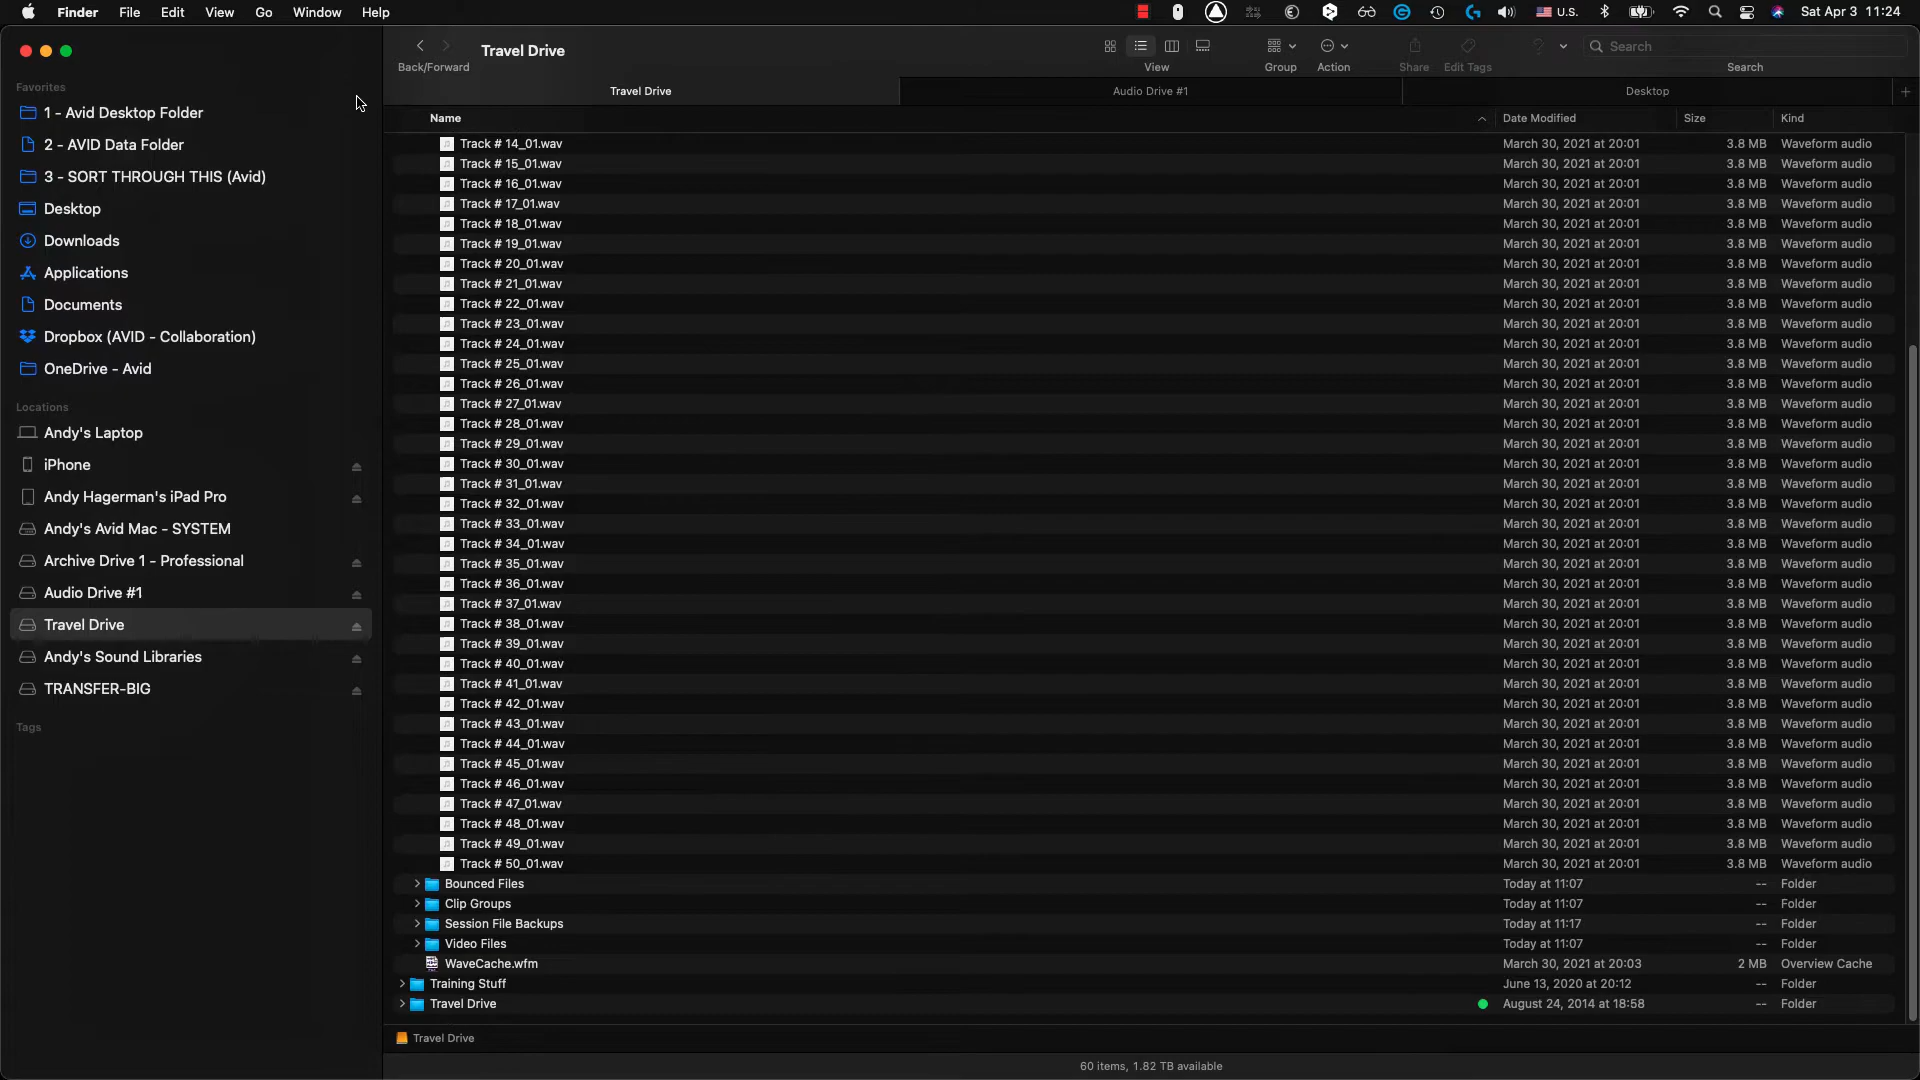 Finder File Edit View Go Window Help U.S. Sat Apr 3 11:24
Back/Forward
Travel Drive
View
Group
Action
Share
Edit Tags
Search
Search
Travel Drive
Audio Drive #1
Desktop
Favorites
1 - Avid Desktop Folder
2 - AVID Data Folder
3 - SORT THROUGH THIS (Avid)
Desktop
Downloads
Applications
Documents
Dropbox (AVID - Collaboration)
OneDrive - Avid
Locations
Andy's Laptop
iPhone
Andy Hagerman's iPad Pro
Andy's Avid Mac - SYSTEM
Archive Drive 1 - Professional
Audio Drive #1
Travel Drive
Andy's Sound Libraries
TRANSFER-BIG
Tags
Name Date Modified Size Kind
Track # 14_01.wav March 30, 2021 at 20:01 3.8 MB Waveform audio
Track # 15_01.wav March 30, 2021 at 20:01 3.8 MB Waveform audio
Track # 16_01.wav March 30, 2021 at 20:01 3.8 MB Waveform audio
Track # 17_01.wav March 30, 2021 at 20:01 3.8 MB Waveform audio
Track # 18_01.wav March 30, 2021 at 20:01 3.8 MB Waveform audio
Track # 19_01.wav March 30, 2021 at 20:01 3.8 MB Waveform audio
Track # 20_01.wav March 30, 2021 at 20:01 3.8 MB Waveform audio
Track # 21_01.wav March 30, 2021 at 20:01 3.8 MB Waveform audio
Track # 22_01.wav March 30, 2021 at 20:01 3.8 MB Waveform audio
Track # 23_01.wav March 30, 2021 at 20:01 3.8 MB Waveform audio
Track # 24_01.wav March 30, 2021 at 20:01 3.8 MB Waveform audio
Track # 25_01.wav March 30, 2021 at 20:01 3.8 MB Waveform audio
Track # 26_01.wav March 30, 2021 at 20:01 3.8 MB Waveform audio
Track # 27_01.wav March 30, 2021 at 20:01 3.8 MB Waveform audio
Track # 28_01.wav March 30, 2021 at 20:01 3.8 MB Waveform audio
Track # 29_01.wav March 30, 2021 at 20:01 3.8 MB Waveform audio
Track # 30_01.wav March 30, 2021 at 20:01 3.8 MB Waveform audio
Track # 31_01.wav March 30, 2021 at 20:01 3.8 MB Waveform audio
Track # 32_01.wav March 30, 2021 at 20:01 3.8 MB Waveform audio
Track # 33_01.wav March 30, 2021 at 20:01 3.8 MB Waveform audio
Track # 34_01.wav March 30, 2021 at 20:01 3.8 MB Waveform audio
Track # 35_01.wav March 30, 2021 at 20:01 3.8 MB Waveform audio
Track # 36_01.wav March 30, 2021 at 20:01 3.8 MB Waveform audio
Track # 37_01.wav March 30, 2021 at 20:01 3.8 MB Waveform audio
Track # 38_01.wav March 30, 2021 at 20:01 3.8 MB Waveform audio
Track # 39_01.wav March 30, 2021 at 20:01 3.8 MB Waveform audio
Track # 40_01.wav March 30, 2021 at 20:01 3.8 MB Waveform audio
Track # 41_01.wav March 30, 2021 at 20:01 3.8 MB Waveform audio
Track # 42_01.wav March 30, 2021 at 20:01 3.8 MB Waveform audio
Track # 43_01.wav March 30, 2021 at 20:01 3.8 MB Waveform audio
Track # 44_01.wav March 30, 2021 at 20:01 3.8 MB Waveform audio
Track # 45_01.wav March 30, 2021 at 20:01 3.8 MB Waveform audio
Track # 46_01.wav March 30, 2021 at 20:01 3.8 MB Waveform audio
Track # 47_01.wav March 30, 2021 at 20:01 3.8 MB Waveform audio
Track # 48_01.wav March 30, 2021 at 20:01 3.8 MB Waveform audio
Track # 49_01.wav March 30, 2021 at 20:01 3.8 MB Waveform audio
Track # 50_01.wav March 30, 2021 at 20:01 3.8 MB Waveform audio
Bounced Files Today at 11:07 -- Folder
Clip Groups Today at 11:07 -- Folder
Session File Backups Today at 11:17 -- Folder
Video Files Today at 11:07 -- Folder
WaveCache.wfm March 30, 2021 at 20:03 2 MB Overview Cache
Training Stuff June 13, 2020 at 20:12 -- Folder
Travel Drive August 24, 2014 at 18:58 -- Folder
Travel Drive
60 items, 1.82 TB available